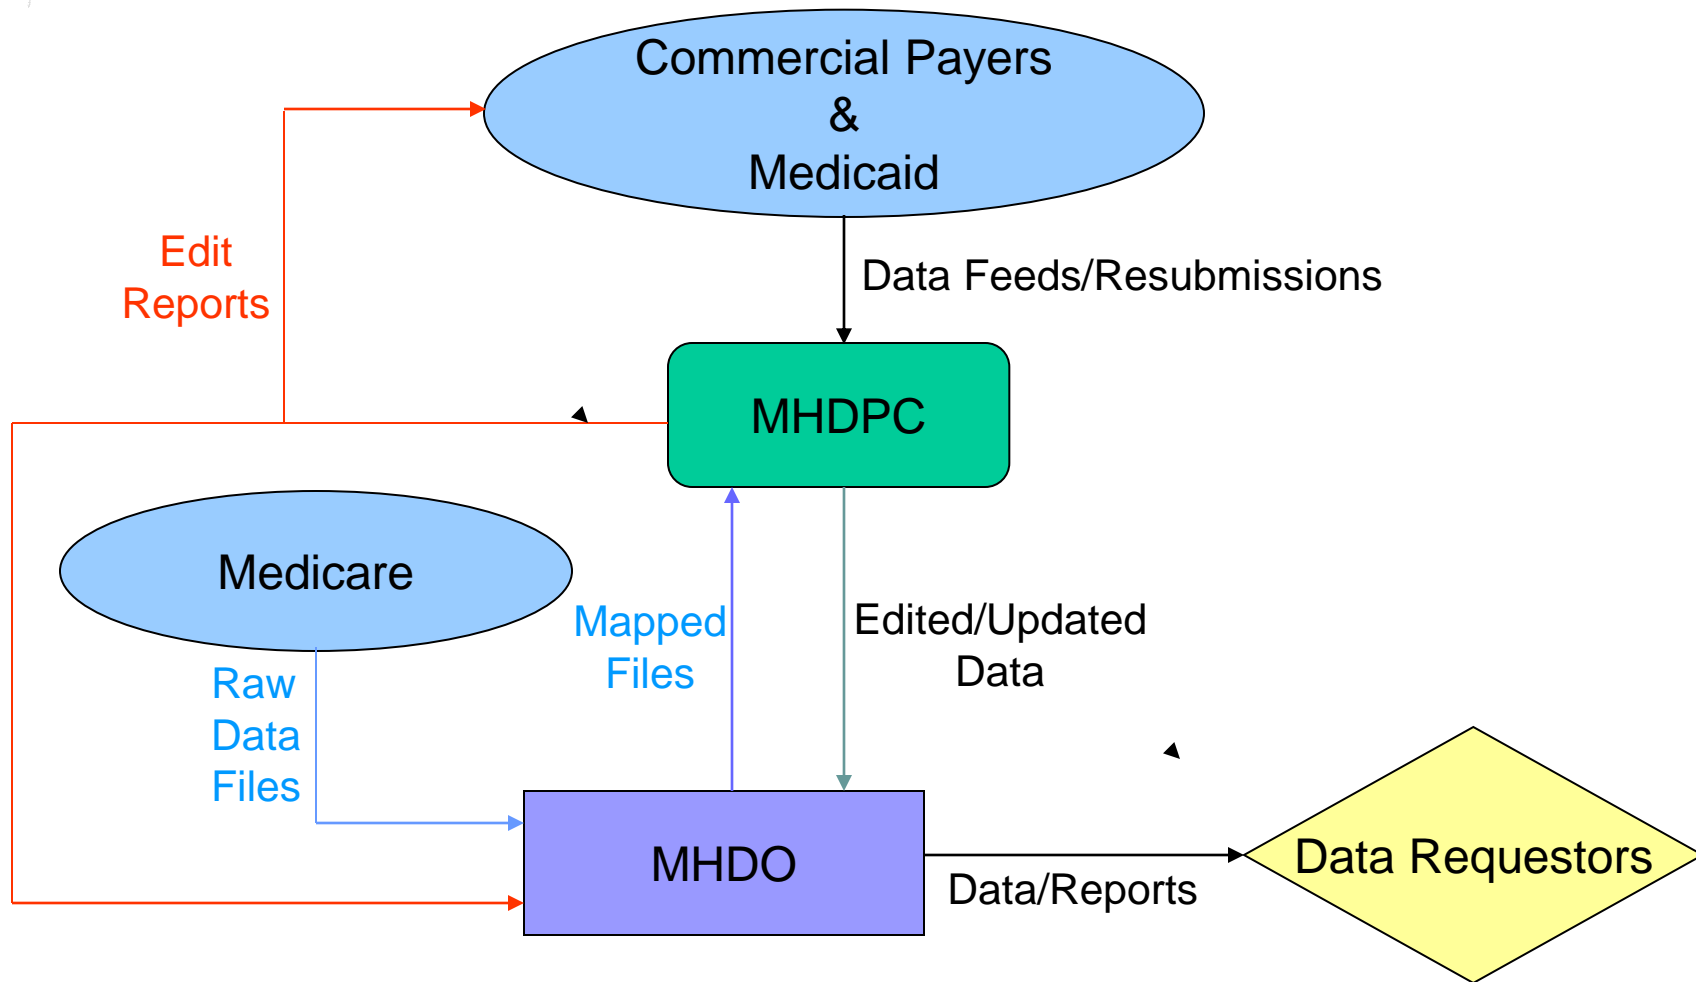 Commercial Payers
&
Medicaid
Edit
Reports
Data Feeds/Resubmissions
MHDPC
Medicare
Mapped
Files
Edited/Updated
Data
Raw
Data
Files
MHDO
Data/Reports
Data Requestors